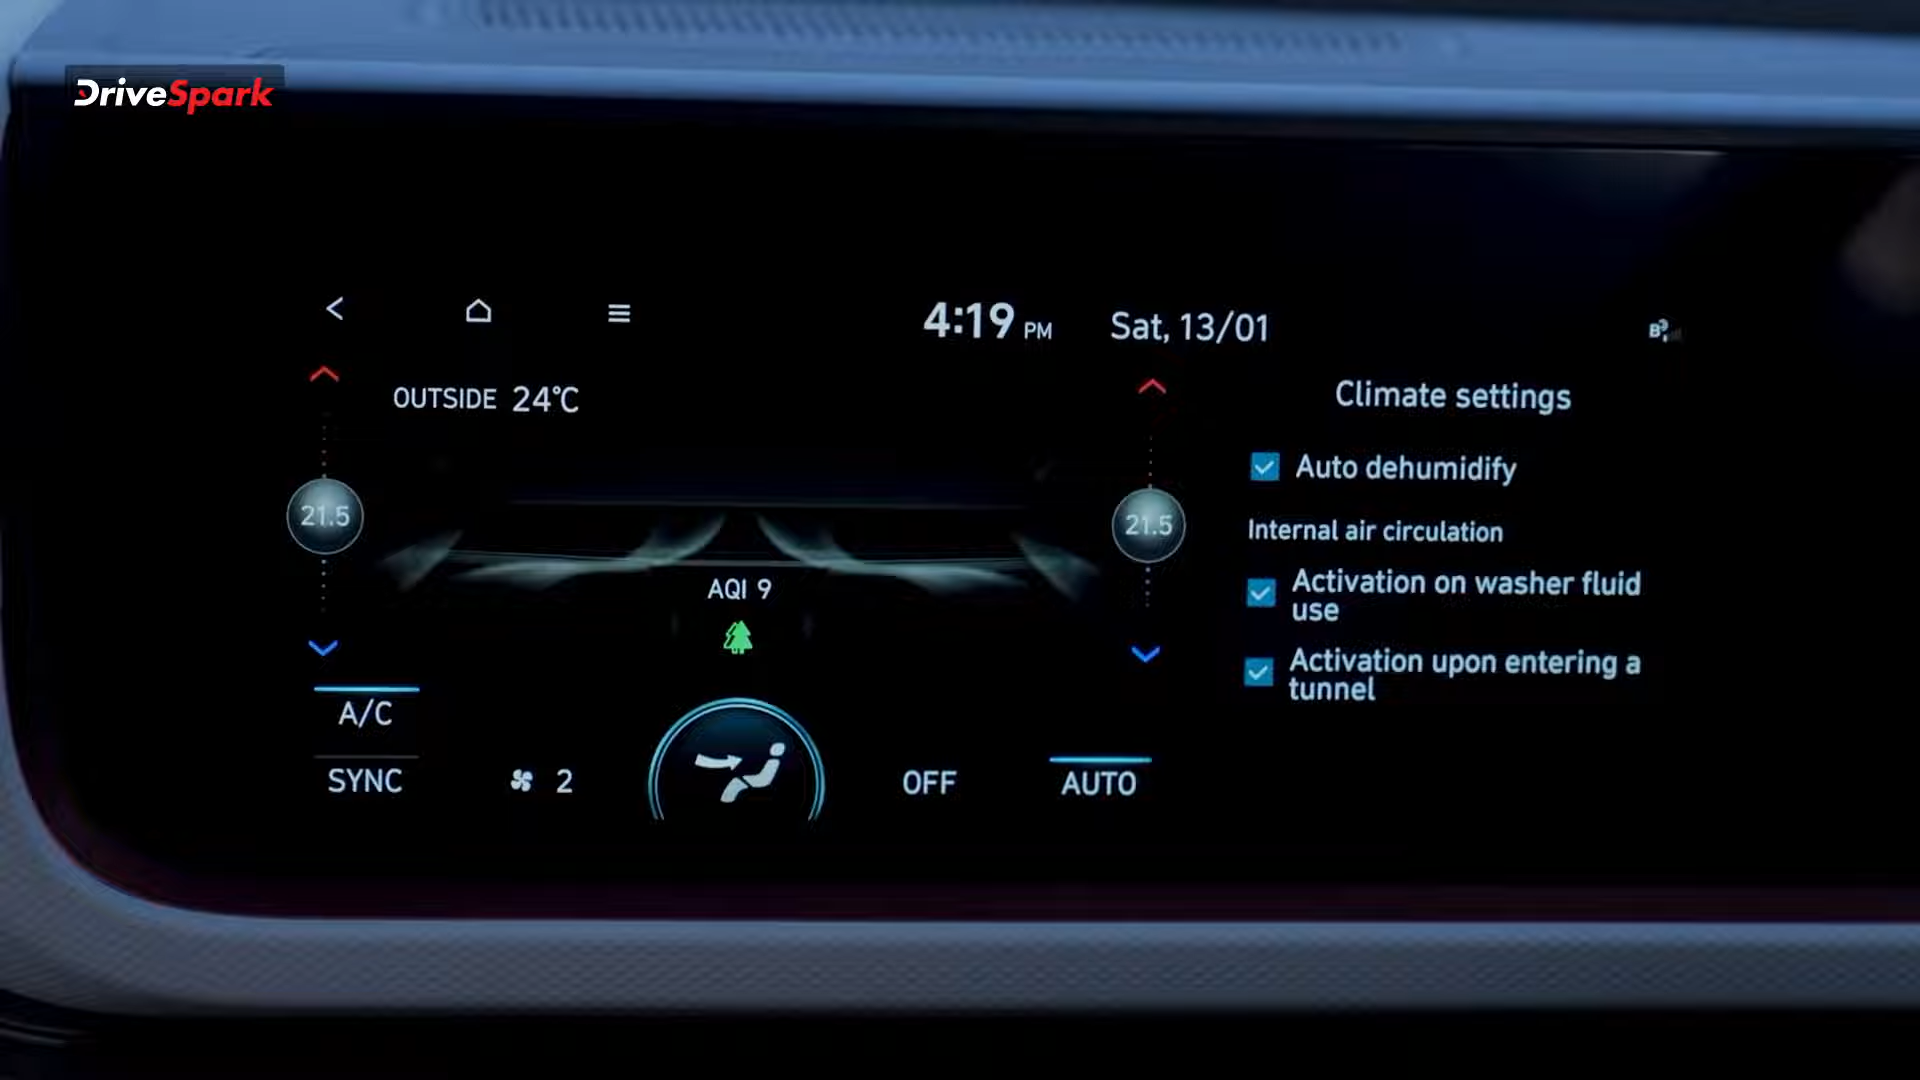 DriveSpark
4:19 PM
Sat, 13/01
OUTSIDE 24°C
Climate settings
Auto dehumidify
21.5
21.5
Internal air circulation
Activation on washer fluid
use
AQI 9
Activation upon entering a
tunnel
A/C
SYNC
2
OFF
AUTO